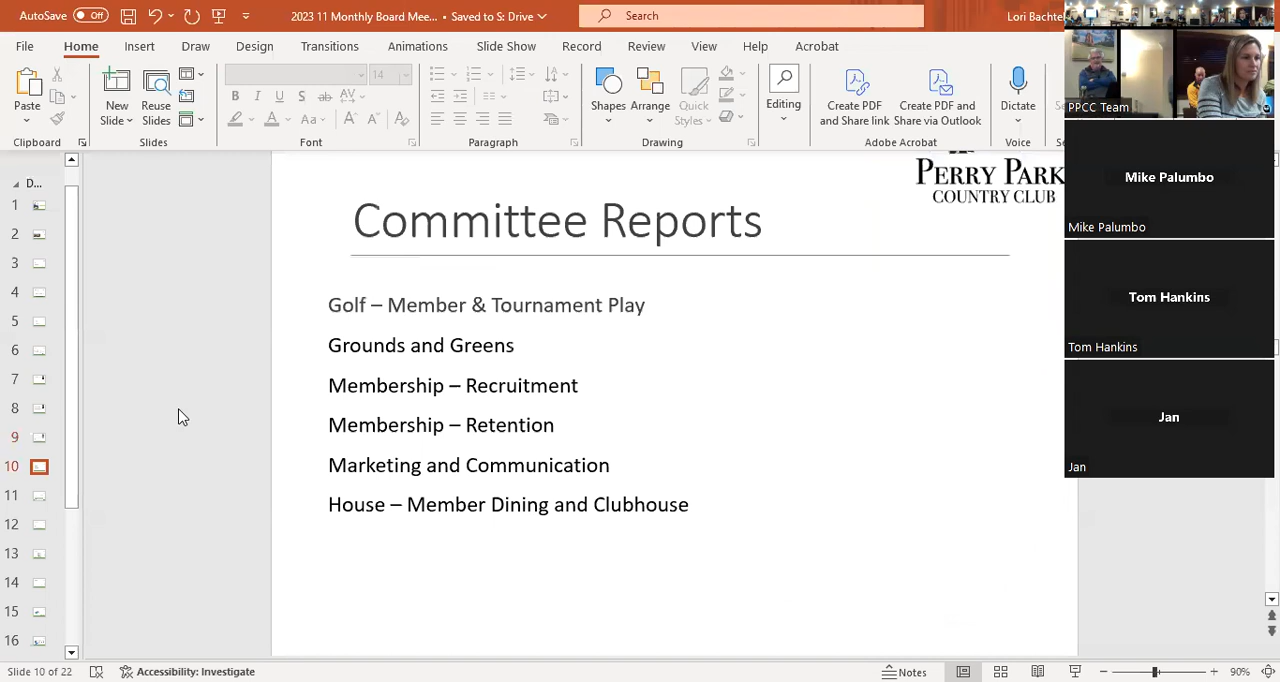 AutoSave Off 2023 11 Monthly Board Mee... • Saved to S: Drive Search Lori Bachtel
File Home Insert Draw Design Transitions Animations Slide Show Record Review View Help Acrobat
14
Paste New Slide Reuse Slides B I U S ab AV Aa A A Shapes Arrange Quick Styles Editing Create PDF and Share link Create PDF and Share via Outlook Dictate
Clipboard Slides Font Paragraph Drawing Adobe Acrobat Voice
D...
1
2
3
4
5
6
7
8
9
10
11
12
13
14
15
16
PERRY PARK
COUNTRY CLUB
Committee Reports
Golf – Member & Tournament Play
Grounds and Greens
Membership – Recruitment
Membership – Retention
Marketing and Communication
House – Member Dining and Clubhouse
PPCC Team
Mike Palumbo
Mike Palumbo
Tom Hankins
Tom Hankins
Jan
Jan
Slide 10 of 22 Accessibility: Investigate Notes 90%